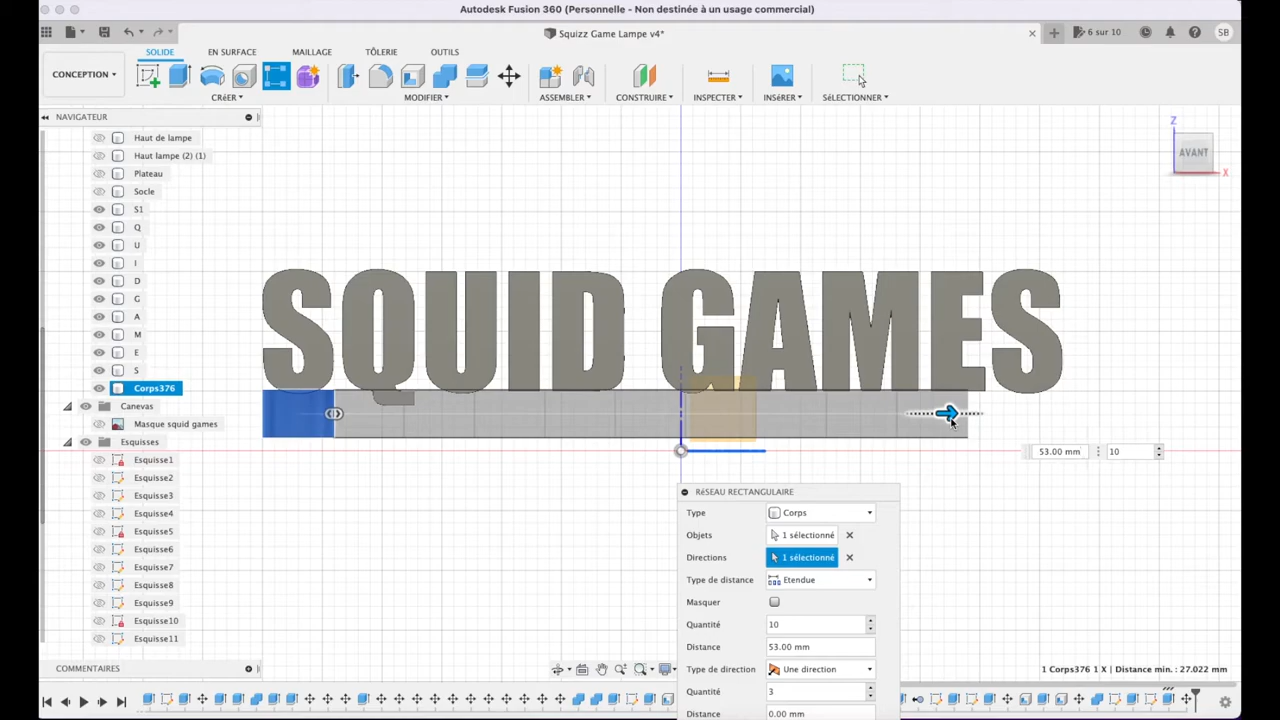 Autodesk Fusion 360 (Personnelle - Non destinée à un usage commercial)
Squizz Game Lampe v4*
6 sur 10
SB
CONCEPTION
SOLIDE
EN SURFACE
MAILLAGE
TÔLERIE
OUTILS
CRÉER
MODIFIER
ASSEMBLER
CONSTRUIRE
INSPECTER
INSÉRER
SÉLECTIONNER
NAVIGATEUR
Haut de lampe
Haut lampe (2) (1)
Plateau
Socle
S1
Q
U
I
D
G
A
M
E
S
Corps376
Canevas
Masque squid games
Esquisses
Esquisse1
Esquisse2
Esquisse3
Esquisse4
Esquisse5
Esquisse6
Esquisse7
Esquisse8
Esquisse9
Esquisse10
Esquisse11
COMMENTAIRES
Z
AVANT
X
SQUID GAMES
53.00 mm
10
RÉSEAU RECTANGULAIRE
Type Corps
Objets 1 sélectionné
Directions 1 sélectionné
Type de distance Etendue
Masquer
Quantité 10
Distance 53.00 mm
Type de direction Une direction
Quantité 3
Distance 0.00 mm
1 Corps376 1 X | Distance min. : 27.022 mm